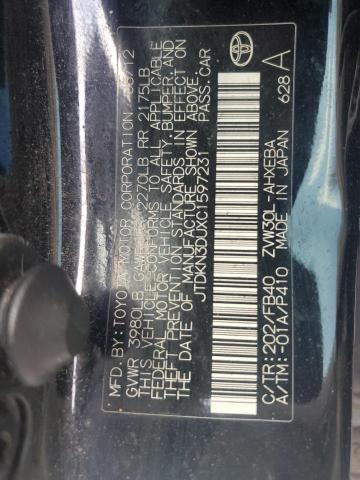 MFD. BY: TOYOTA MOTOR CORPORATION /12
GVWR 3980LB GAWR FR 2270LB RR 2175LB
THIS VEHICLE CONFORMS TO ALL APPLICABLE
FEDERAL MOTOR VEHICLE SAFETY, BUMPER, AND
THEFT PREVENTION STANDARDS IN EFFECT ON
THE DATE OF MANUFACTURE SHOWN ABOVE.
JTDKN3DUXC1597231 PASS. CAR
C/TR: 202/FB40 ZVW30L-AHXEBA
A/TM: -01A/P410 MADE IN JAPAN
628 A
TOYOTA